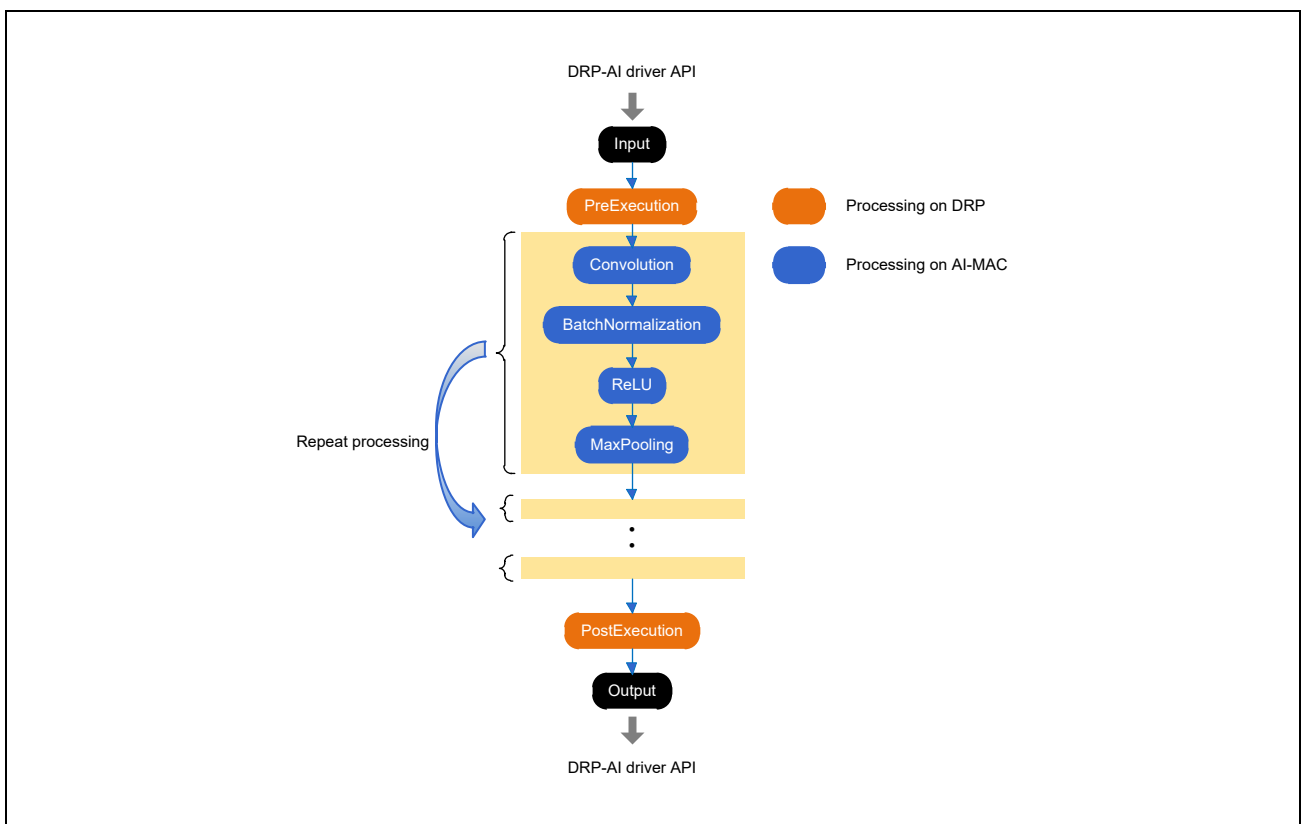 DRP-AI driver API
Input
PreExecution
Processing on DRP
Convolution
Processing on AI-MAC
BatchNormalization
ReLU
Repeat processing
MaxPooling
PostExecution
Output
DRP-AI driver API